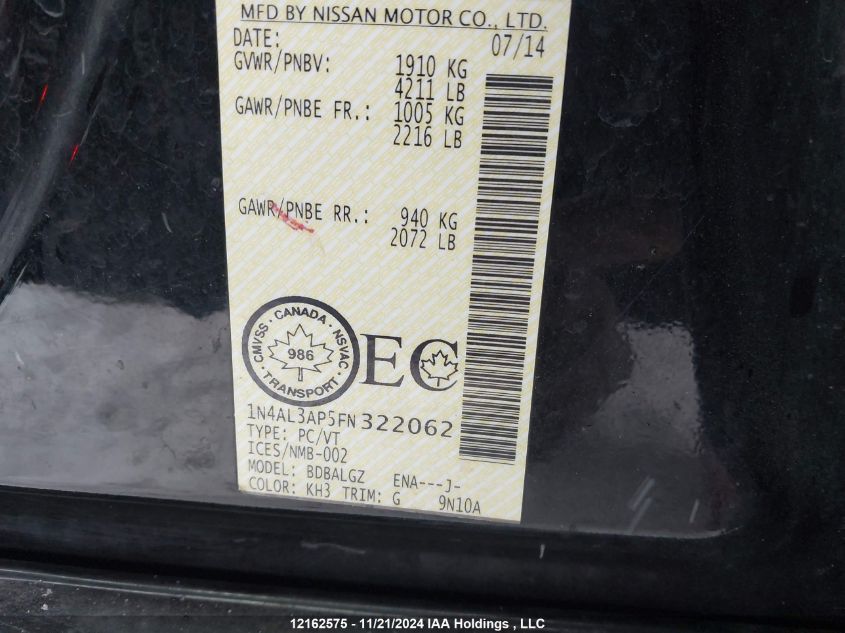 MFD BY NISSAN MOTOR CO., LTD.
DATE: 07/14
GVWR/PNBV: 1910 KG
4211 LB
GAWR/PNBE FR.: 1005 KG
2216 LB
GAWR/PNBE RR.: 940 KG
2072 LB
CMVSS · CANADA · NSVAC
986
· TRANSPORT ·
EC
1N4AL3AP5FN322062
TYPE: PC/VT
ICES/NMB-002
MODEL: BDBALGZ ENA---J-
COLOR: KH3 TRIM: G 9N10A
12162575 - 11/21/2024 IAA Holdings , LLC